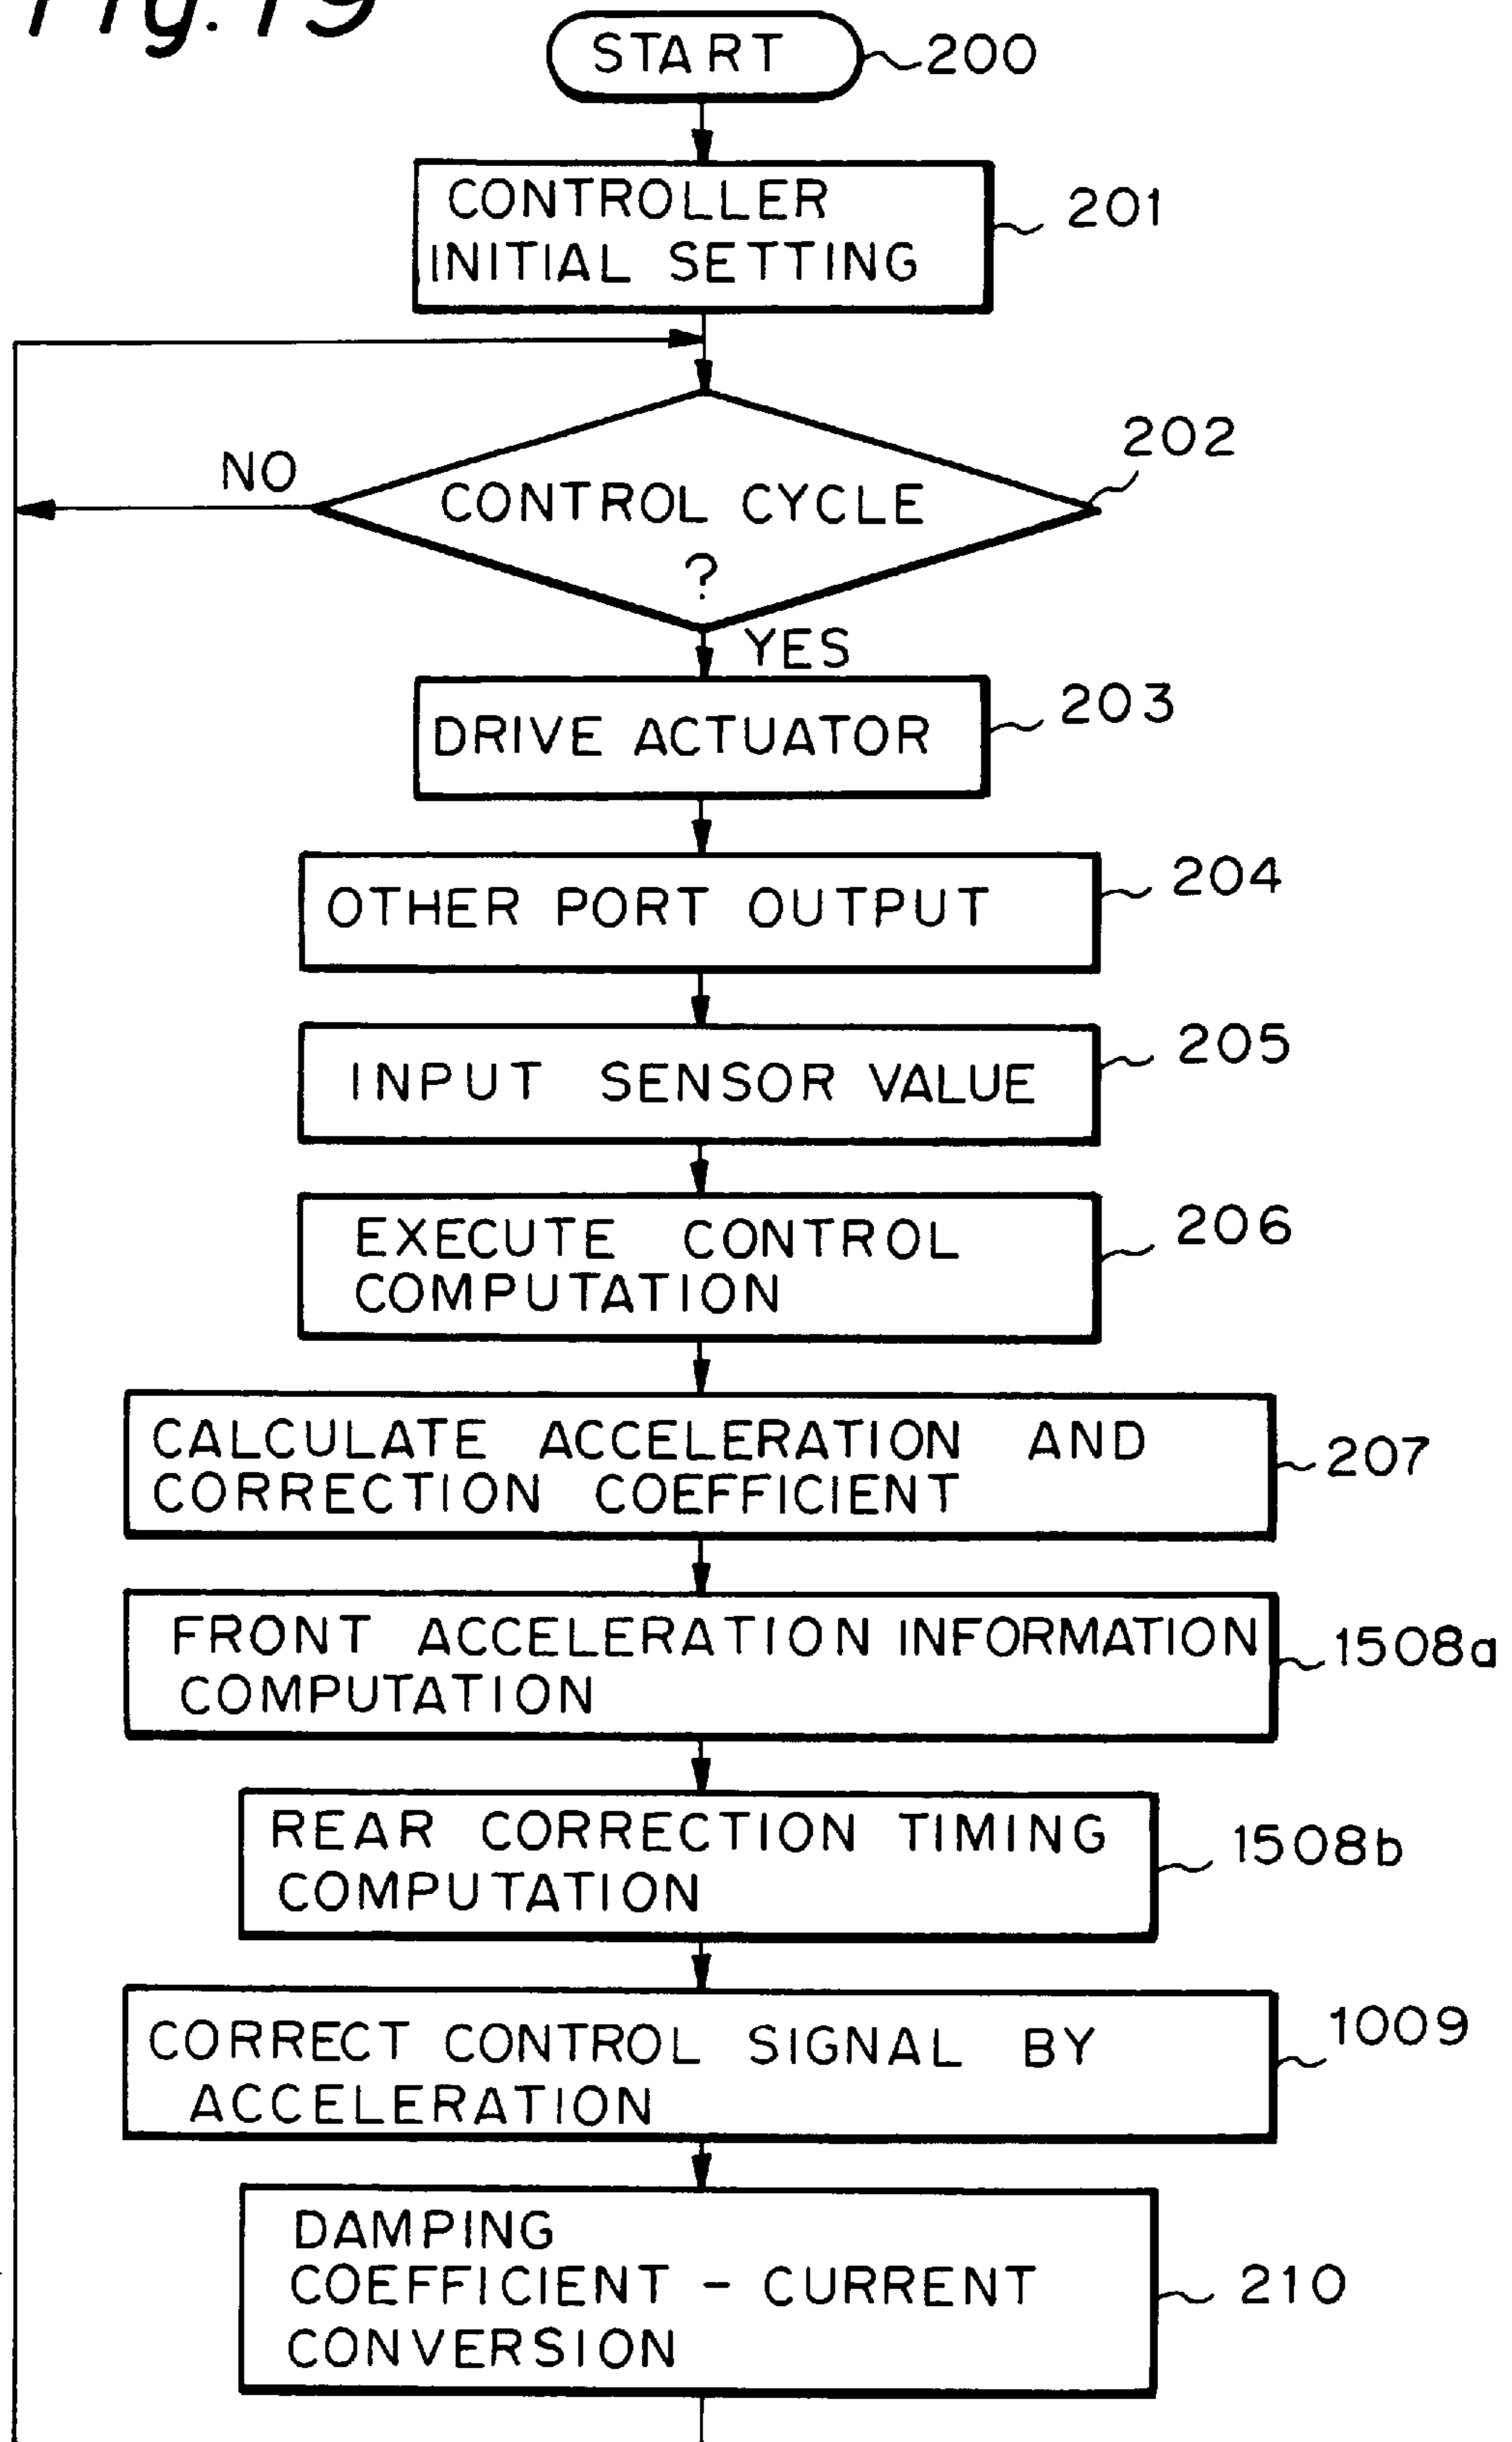 Fig. 19
START
200
CONTROLLER
INITIAL SETTING
201
202
NO
CONTROL CYCLE
?
YES
DRIVE ACTUATOR
203
OTHER PORT OUTPUT
204
INPUT SENSOR VALUE
205
EXECUTE CONTROL
COMPUTATION
206
CALCULATE ACCELERATION AND
CORRECTION COEFFICIENT
207
FRONT ACCELERATION INFORMATION
COMPUTATION
1508a
REAR CORRECTION TIMING
COMPUTATION
1508b
CORRECT CONTROL SIGNAL BY
ACCELERATION
1009
DAMPING
COEFFICIENT - CURRENT
CONVERSION
210